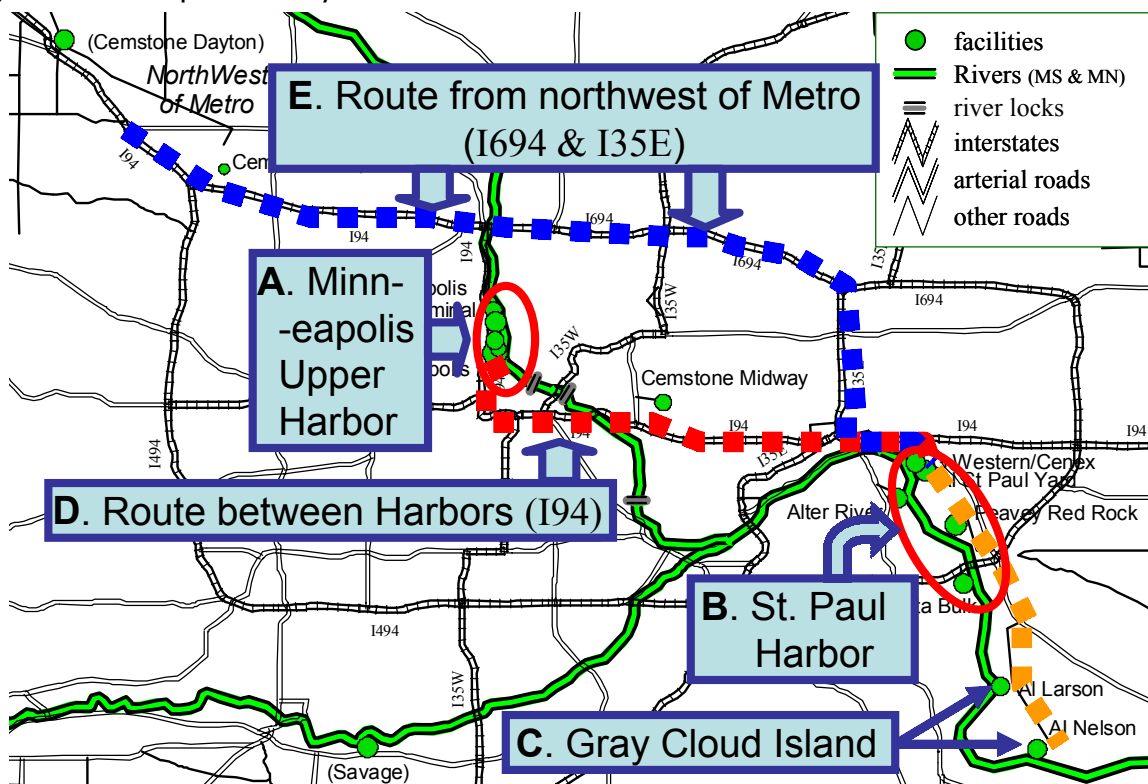 (Cemstone Dayton)
NorthWest
of Metro
E. Route from northwest of Metro
(I694 & I35E)
facilities
Rivers (MS & MN)
river locks
interstates
arterial roads
other roads
I94
I694
I94
I94
I694
I694
A. Minn-
-eapolis
Upper
Harbor
I35W
I35W
Cemstone Midway
I94
I94
I94
I94
I35E
I494
D. Route between Harbors (I94)
Western/Cenex
St Paul Yard
Alter River
Peavey Red Rock
B. St. Paul
Harbor
I494
I35W
Al Larson
Al Nelson
C. Gray Cloud Island
(Savage)